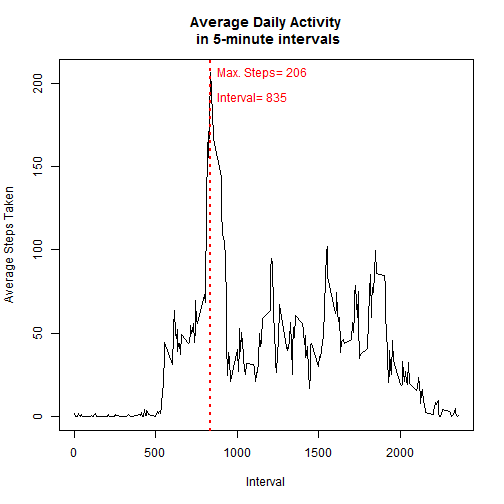 Average Daily Activity
in 5-minute intervals
Max. Steps= 206
Interval= 835
Average Steps Taken
200
150
100
50
0
0 500 1000 1500 2000
Interval